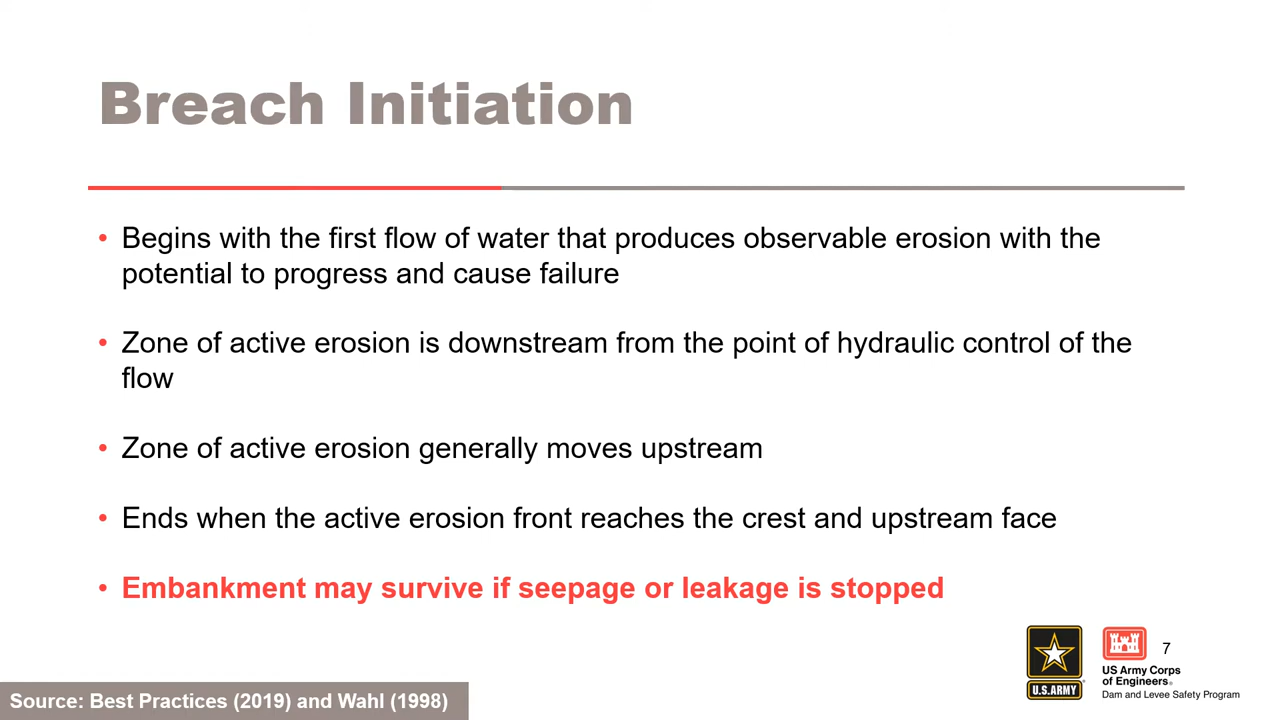 Breach Initiation
• Begins with the first flow of water that produces observable erosion with the
potential to progress and cause failure
• Zone of active erosion is downstream from the point of hydraulic control of the
flow
• Zone of active erosion generally moves upstream
• Ends when the active erosion front reaches the crest and upstream face
• Embankment may survive if seepage or leakage is stopped
7
U.S.ARMY
US Army Corps
of Engineers®
Dam and Levee Safety Program
Source: Best Practices (2019) and Wahl (1998)